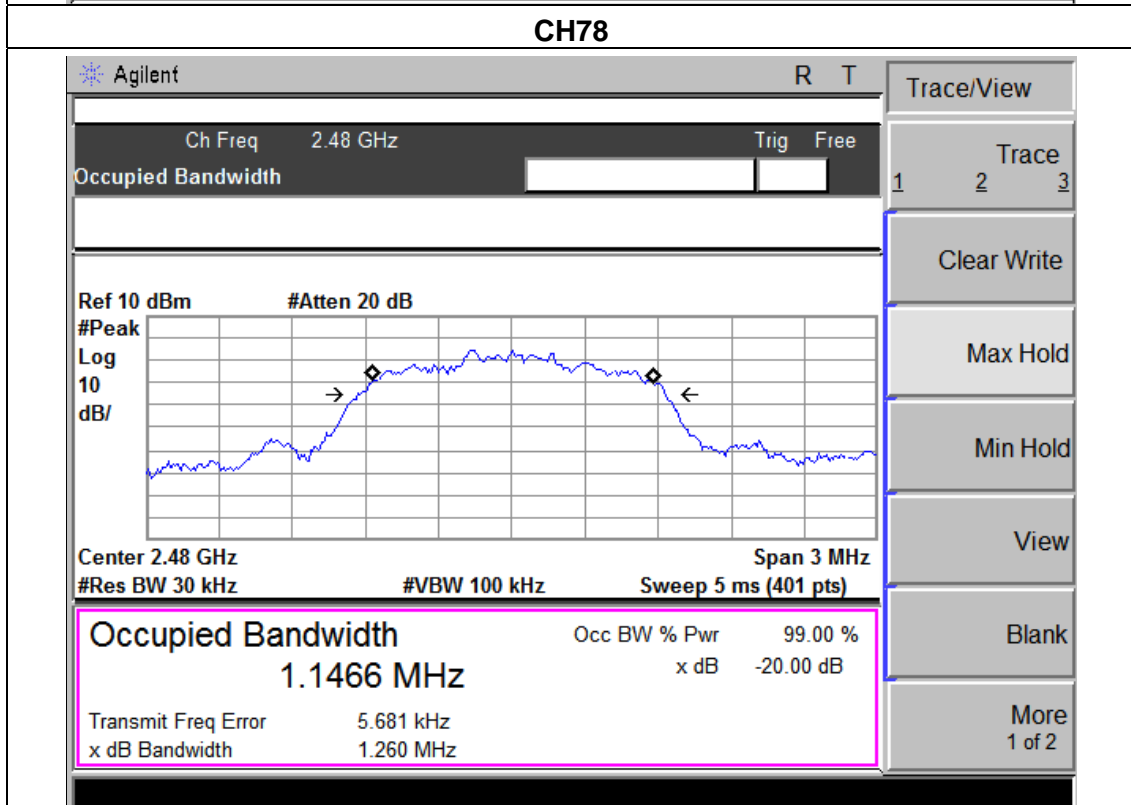 CH78
Agilent R T
Trace/View
Ch Freq 2.48 GHz Trig Free
Occupied Bandwidth
Trace
1 2 3
Clear Write
Ref 10 dBm #Atten 20 dB
#Peak
Log
10
dB/
Max Hold
Min Hold
Center 2.48 GHz Span 3 MHz
#Res BW 30 kHz #VBW 100 kHz Sweep 5 ms (401 pts)
View
Occupied Bandwidth Occ BW % Pwr 99.00 %
1.1466 MHz x dB -20.00 dB
Blank
Transmit Freq Error 5.681 kHz
x dB Bandwidth 1.260 MHz
More
1 of 2